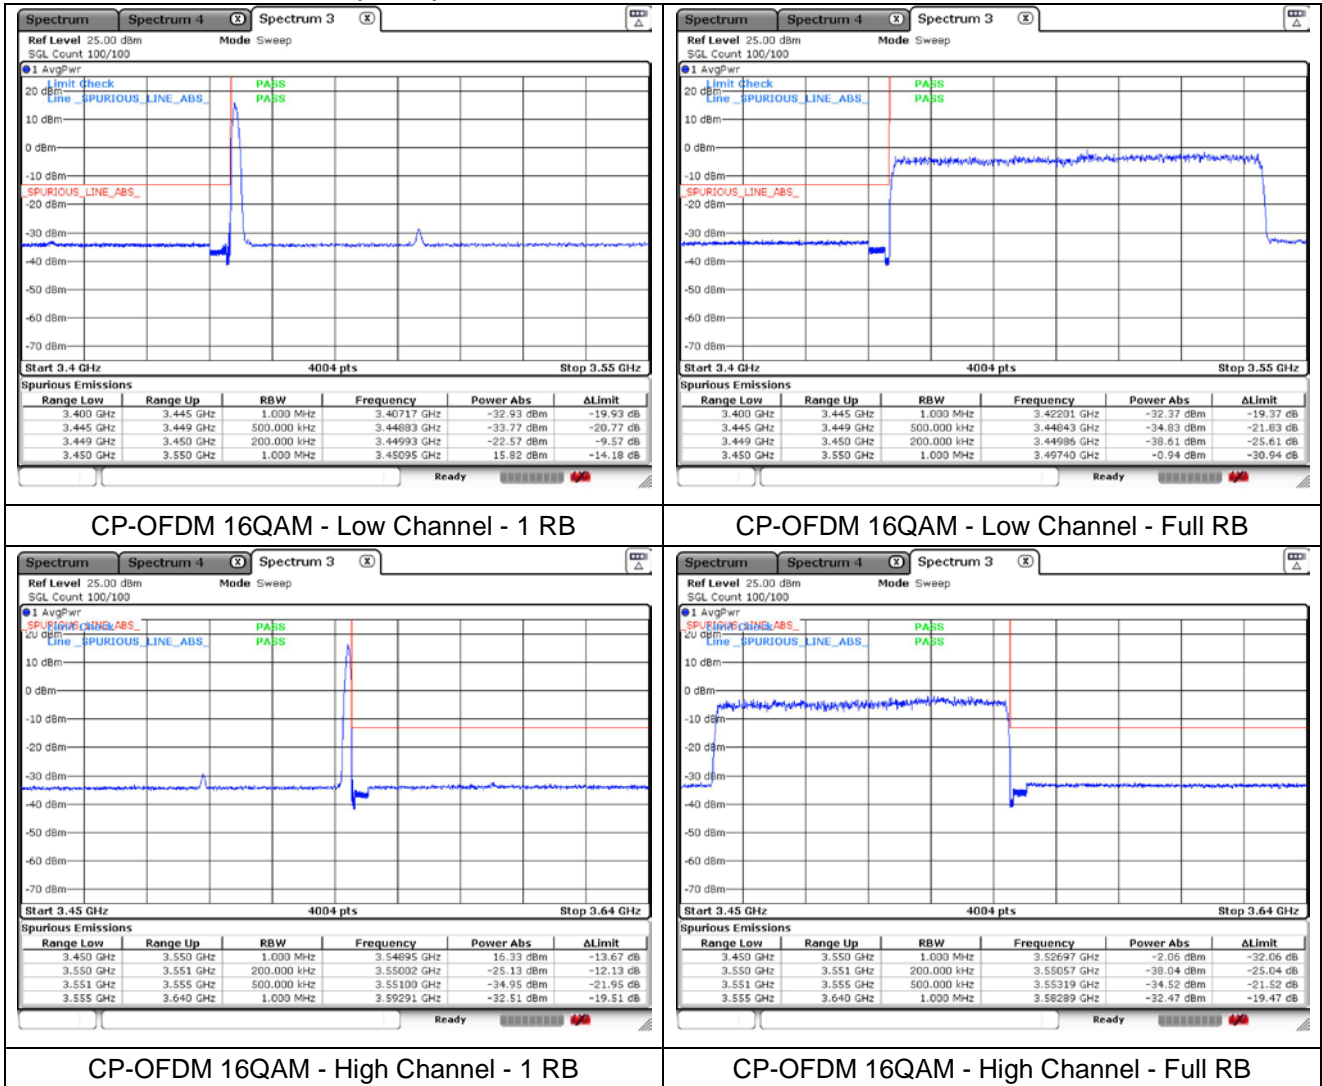 Spectrum Spectrum 4 X Spectrum 3 X
Ref Level 25.00 dBm Mode Sweep
SGL Count 100/100
1 AvgPwr
Limit Check PASS
20 dBm
Line _SPURIOUS_LINE_ABS_ PASS
10 dBm
0 dBm
-10 dBm
_SPURIOUS_LINE_ABS_
-20 dBm
-30 dBm
-40 dBm
-50 dBm
-60 dBm
-70 dBm
Start 3.4 GHz 4004 pts Stop 3.55 GHz
Spurious Emissions
Range Low Range Up RBW Frequency Power Abs ΔLimit
3.400 GHz 3.445 GHz 1.000 MHz 3.40717 GHz -32.93 dBm -19.93 dB
3.445 GHz 3.449 GHz 500.000 kHz 3.44883 GHz -33.77 dBm -20.77 dB
3.449 GHz 3.450 GHz 200.000 kHz 3.44993 GHz -22.57 dBm -9.57 dB
3.450 GHz 3.550 GHz 1.000 MHz 3.45095 GHz 15.82 dBm -14.18 dB
Ready
CP-OFDM 16QAM - Low Channel - 1 RB
Spectrum Spectrum 4 X Spectrum 3 X
Ref Level 25.00 dBm Mode Sweep
SGL Count 100/100
1 AvgPwr
Limit Check PASS
20 dBm
Line _SPURIOUS_LINE_ABS_ PASS
10 dBm
0 dBm
-10 dBm
_SPURIOUS_LINE_ABS_
-20 dBm
-30 dBm
-40 dBm
-50 dBm
-60 dBm
-70 dBm
Start 3.4 GHz 4004 pts Stop 3.55 GHz
Spurious Emissions
Range Low Range Up RBW Frequency Power Abs ΔLimit
3.400 GHz 3.445 GHz 1.000 MHz 3.42201 GHz -32.37 dBm -19.37 dB
3.445 GHz 3.449 GHz 500.000 kHz 3.44843 GHz -34.83 dBm -21.83 dB
3.449 GHz 3.450 GHz 200.000 kHz 3.44986 GHz -38.61 dBm -25.61 dB
3.450 GHz 3.550 GHz 1.000 MHz 3.49740 GHz -0.94 dBm -30.94 dB
Ready
CP-OFDM 16QAM - Low Channel - Full RB
Spectrum Spectrum 4 X Spectrum 3 X
Ref Level 25.00 dBm Mode Sweep
SGL Count 100/100
1 AvgPwr
_SPURIOUS_LINE_ABS_
Limit Check PASS
20 dBm
Line _SPURIOUS_LINE_ABS_ PASS
10 dBm
0 dBm
-10 dBm
-20 dBm
-30 dBm
-40 dBm
-50 dBm
-60 dBm
-70 dBm
Start 3.45 GHz 4004 pts Stop 3.64 GHz
Spurious Emissions
Range Low Range Up RBW Frequency Power Abs ΔLimit
3.450 GHz 3.550 GHz 1.000 MHz 3.54895 GHz 16.33 dBm -13.67 dB
3.550 GHz 3.551 GHz 200.000 kHz 3.55002 GHz -25.13 dBm -12.13 dB
3.551 GHz 3.555 GHz 500.000 kHz 3.55100 GHz -34.95 dBm -21.95 dB
3.555 GHz 3.640 GHz 1.000 MHz 3.59291 GHz -32.51 dBm -19.51 dB
Ready
CP-OFDM 16QAM - High Channel - 1 RB
Spectrum Spectrum 4 X Spectrum 3 X
Ref Level 25.00 dBm Mode Sweep
SGL Count 100/100
1 AvgPwr
_SPURIOUS_LINE_ABS_
Limit Check PASS
20 dBm
Line _SPURIOUS_LINE_ABS_ PASS
10 dBm
0 dBm
-10 dBm
-20 dBm
-30 dBm
-40 dBm
-50 dBm
-60 dBm
-70 dBm
Start 3.45 GHz 4004 pts Stop 3.64 GHz
Spurious Emissions
Range Low Range Up RBW Frequency Power Abs ΔLimit
3.450 GHz 3.550 GHz 1.000 MHz 3.52697 GHz -2.06 dBm -32.06 dB
3.550 GHz 3.551 GHz 200.000 kHz 3.55057 GHz -38.04 dBm -25.04 dB
3.551 GHz 3.555 GHz 500.000 kHz 3.55319 GHz -34.52 dBm -21.52 dB
3.555 GHz 3.640 GHz 1.000 MHz 3.58289 GHz -32.47 dBm -19.47 dB
Ready
CP-OFDM 16QAM - High Channel - Full RB